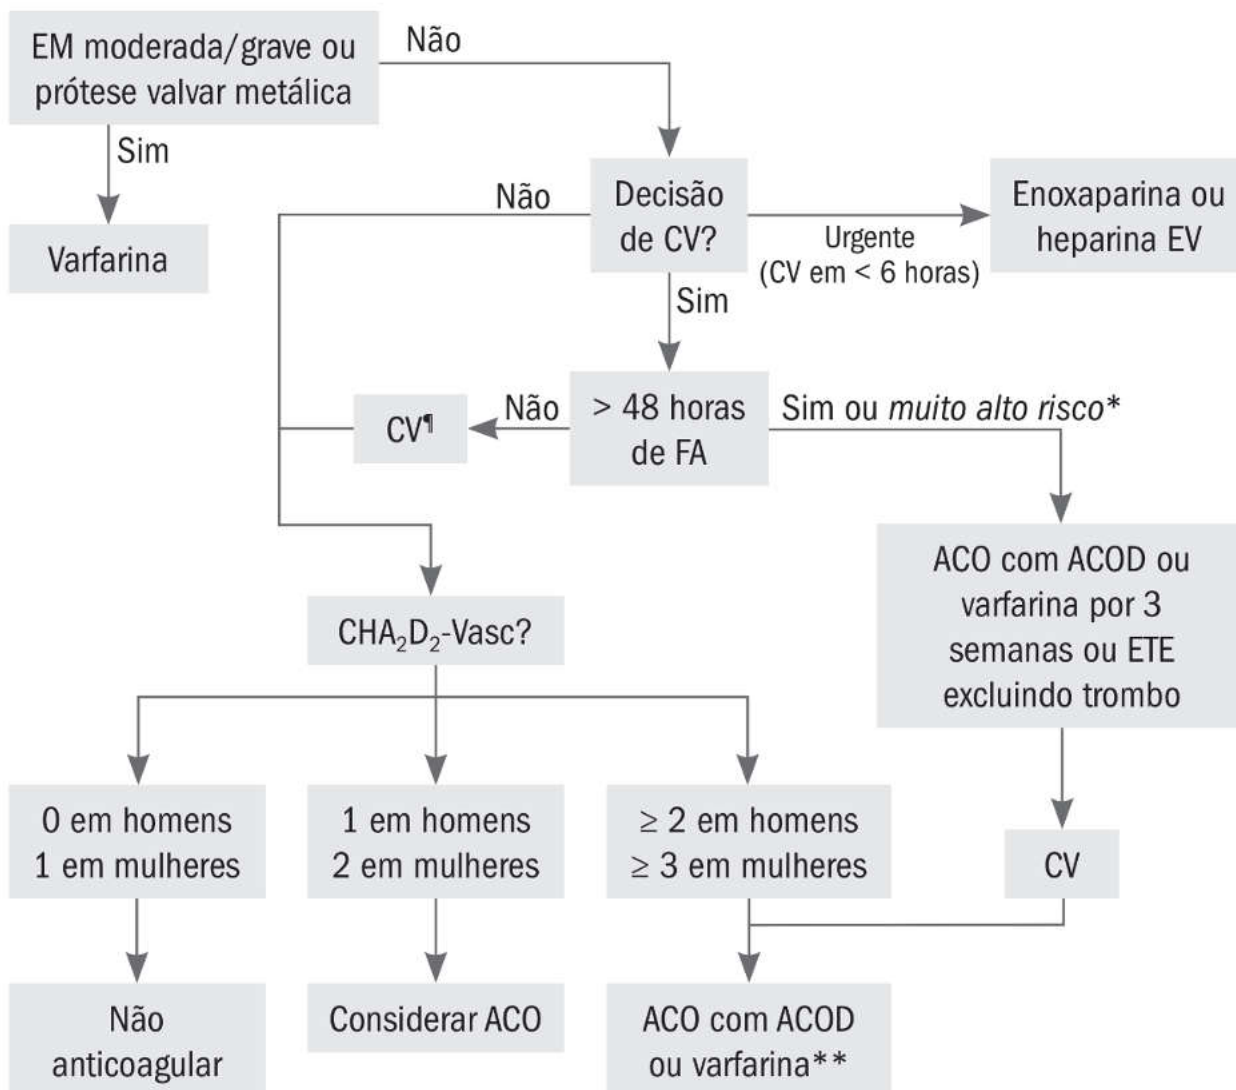 EM moderada/grave ou
prótese valvar metálica
Não
Sim
Varfarina
Não
Decisão
de CV?
Urgente
(CV em < 6 horas)
Enoxaparina ou
heparina EV
Sim
CV¶
Não
> 48 horas
de FA
Sim ou muito alto risco*
ACO com ACOD ou
varfarina por 3
semanas ou ETE
excluindo trombo
CHA₂D₂-Vasc?
0 em homens
1 em mulheres
1 em homens
2 em mulheres
≥ 2 em homens
≥ 3 em mulheres
CV
Não
anticoagular
Considerar ACO
ACO com ACOD
ou varfarina**